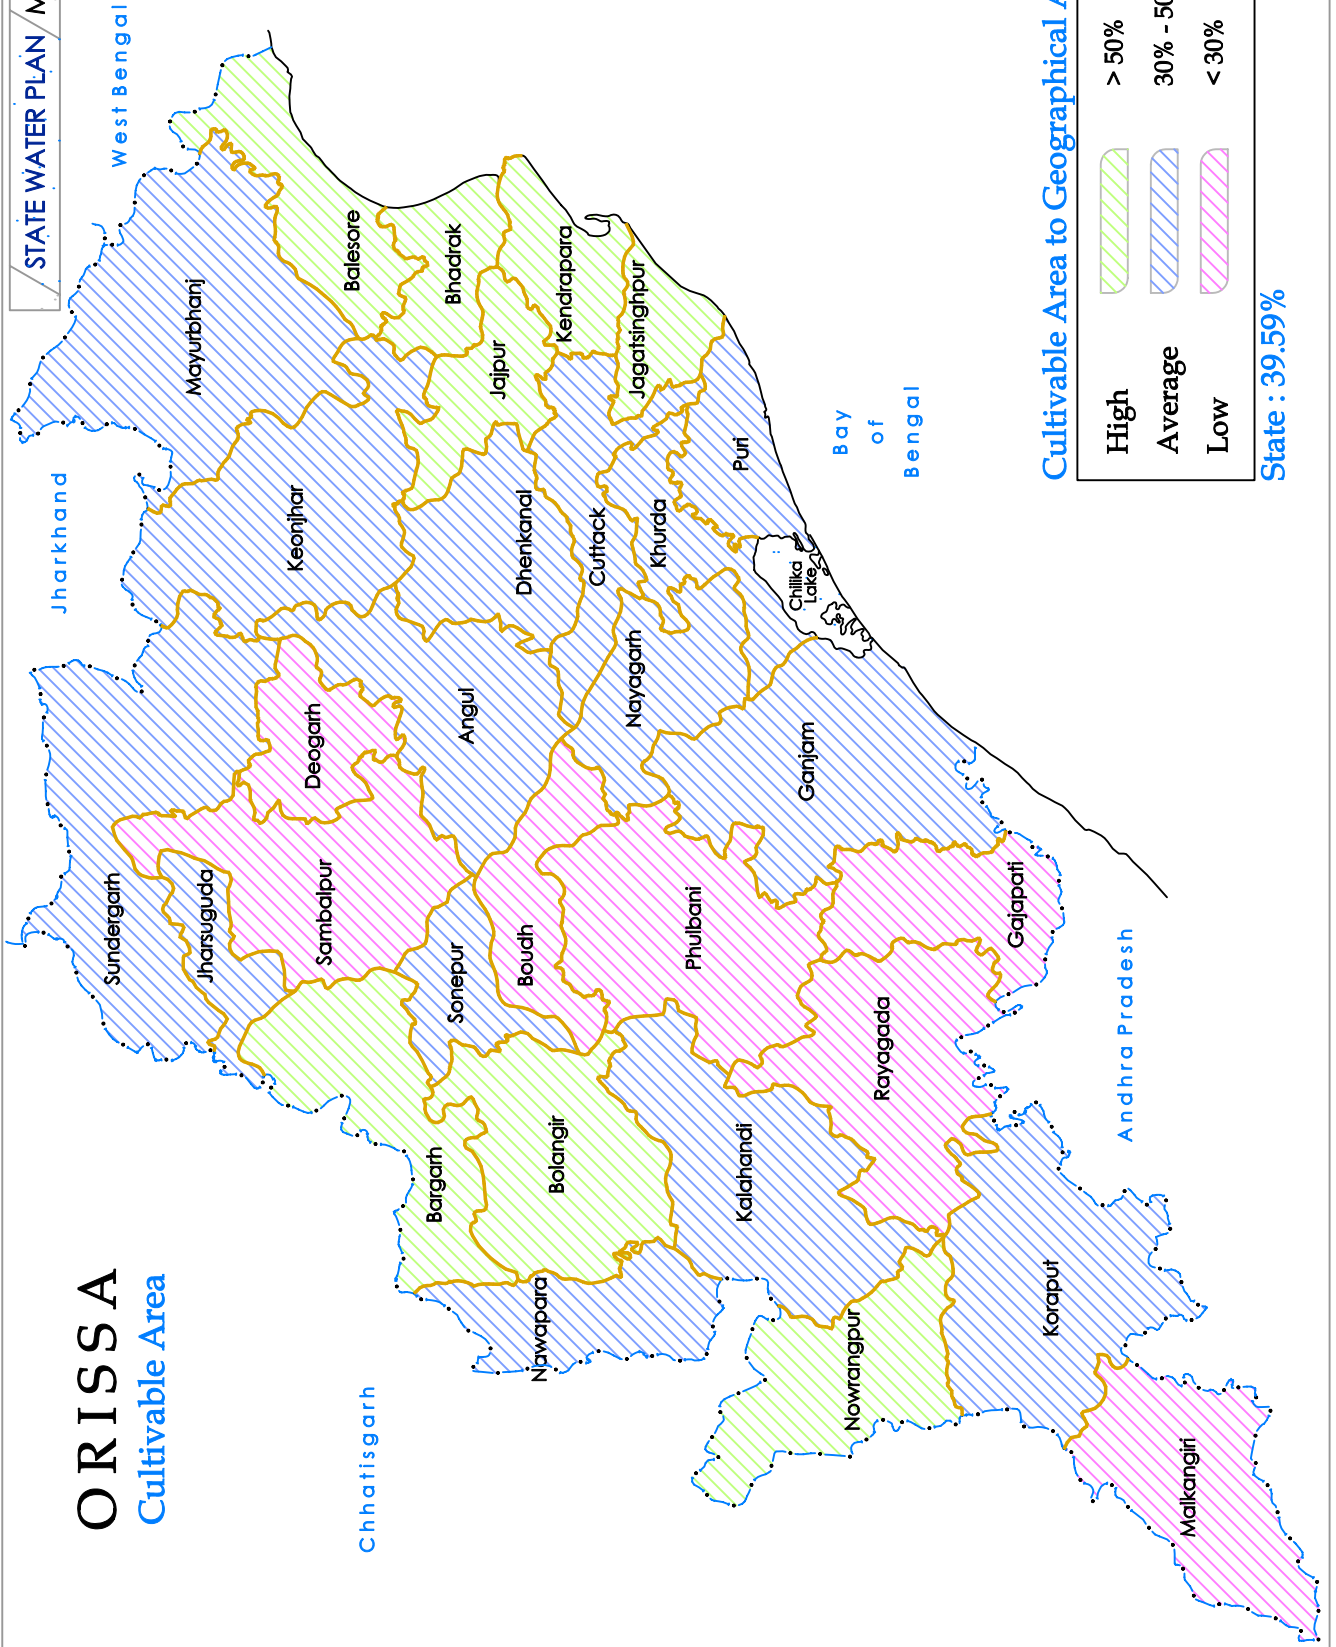 STATE WATER PLAN
ORISSA
Cultivable Area
Jharkhand
West Bengal
Sundergarh
Jharsuguda
Mayurbhanj
Keonjhar
Deogarh
Sambalpur
Balesore
Chhatisgarh
Bargarh
Sonepur
Angul
Bhadrak
Jajpur
Dhenkanal
Boudh
Bolangir
Nawapara
Kendrapara
Cuttack
Jagatsinghpur
Nayagarh
Khurda
Phulbani
Kalahandi
Puri
Chilika
Lake
Ganjam
Bay
of
Bengal
Nowrangpur
Rayagada
Gajapati
Koraput
Andhra Pradesh
Malkangiri
Cultivable Area to Geographical
High > 50%
Average 30% - 50
Low < 30%
State : 39.59%